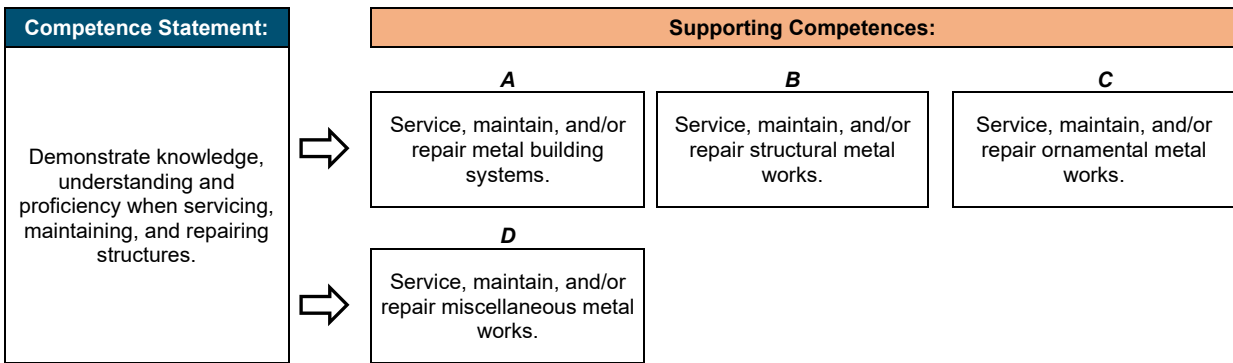 Competence Statement:
Supporting Competences:
Demonstrate knowledge,
understanding and
proficiency when servicing,
maintaining, and repairing
structures.
A
Service, maintain, and/or
repair metal building
systems.
B
Service, maintain, and/or
repair structural metal
works.
C
Service, maintain, and/or
repair ornamental metal
works.
D
Service, maintain, and/or
repair miscellaneous metal
works.